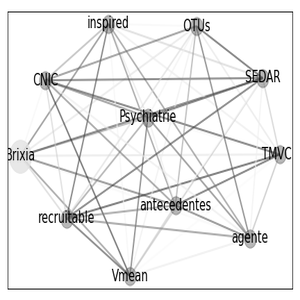 inspired
OTUs
CNIC
SEDAR
Psychiatrie
Brixia
TMVC
recruitable
antecedentes
agente
Vmean